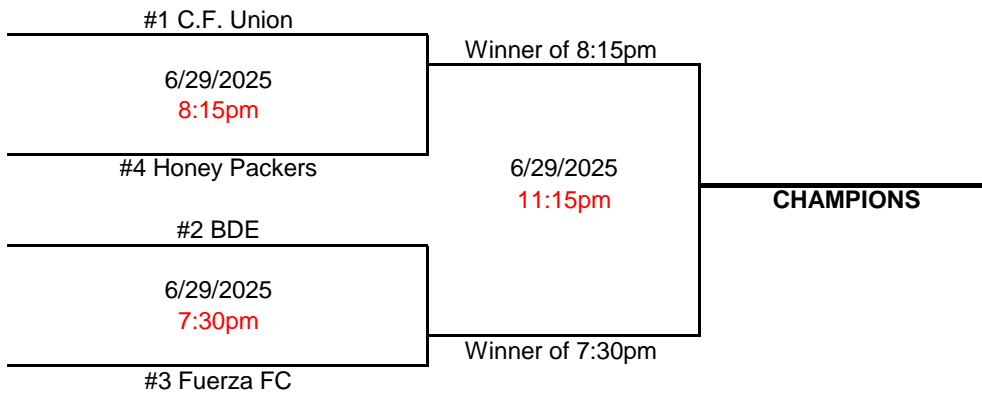 #1 C.F. Union
Winner of 8:15pm
6/29/2025
8:15pm
#4 Honey Packers
6/29/2025
11:15pm
CHAMPIONS
#2 BDE
6/29/2025
7:30pm
Winner of 7:30pm
#3 Fuerza FC